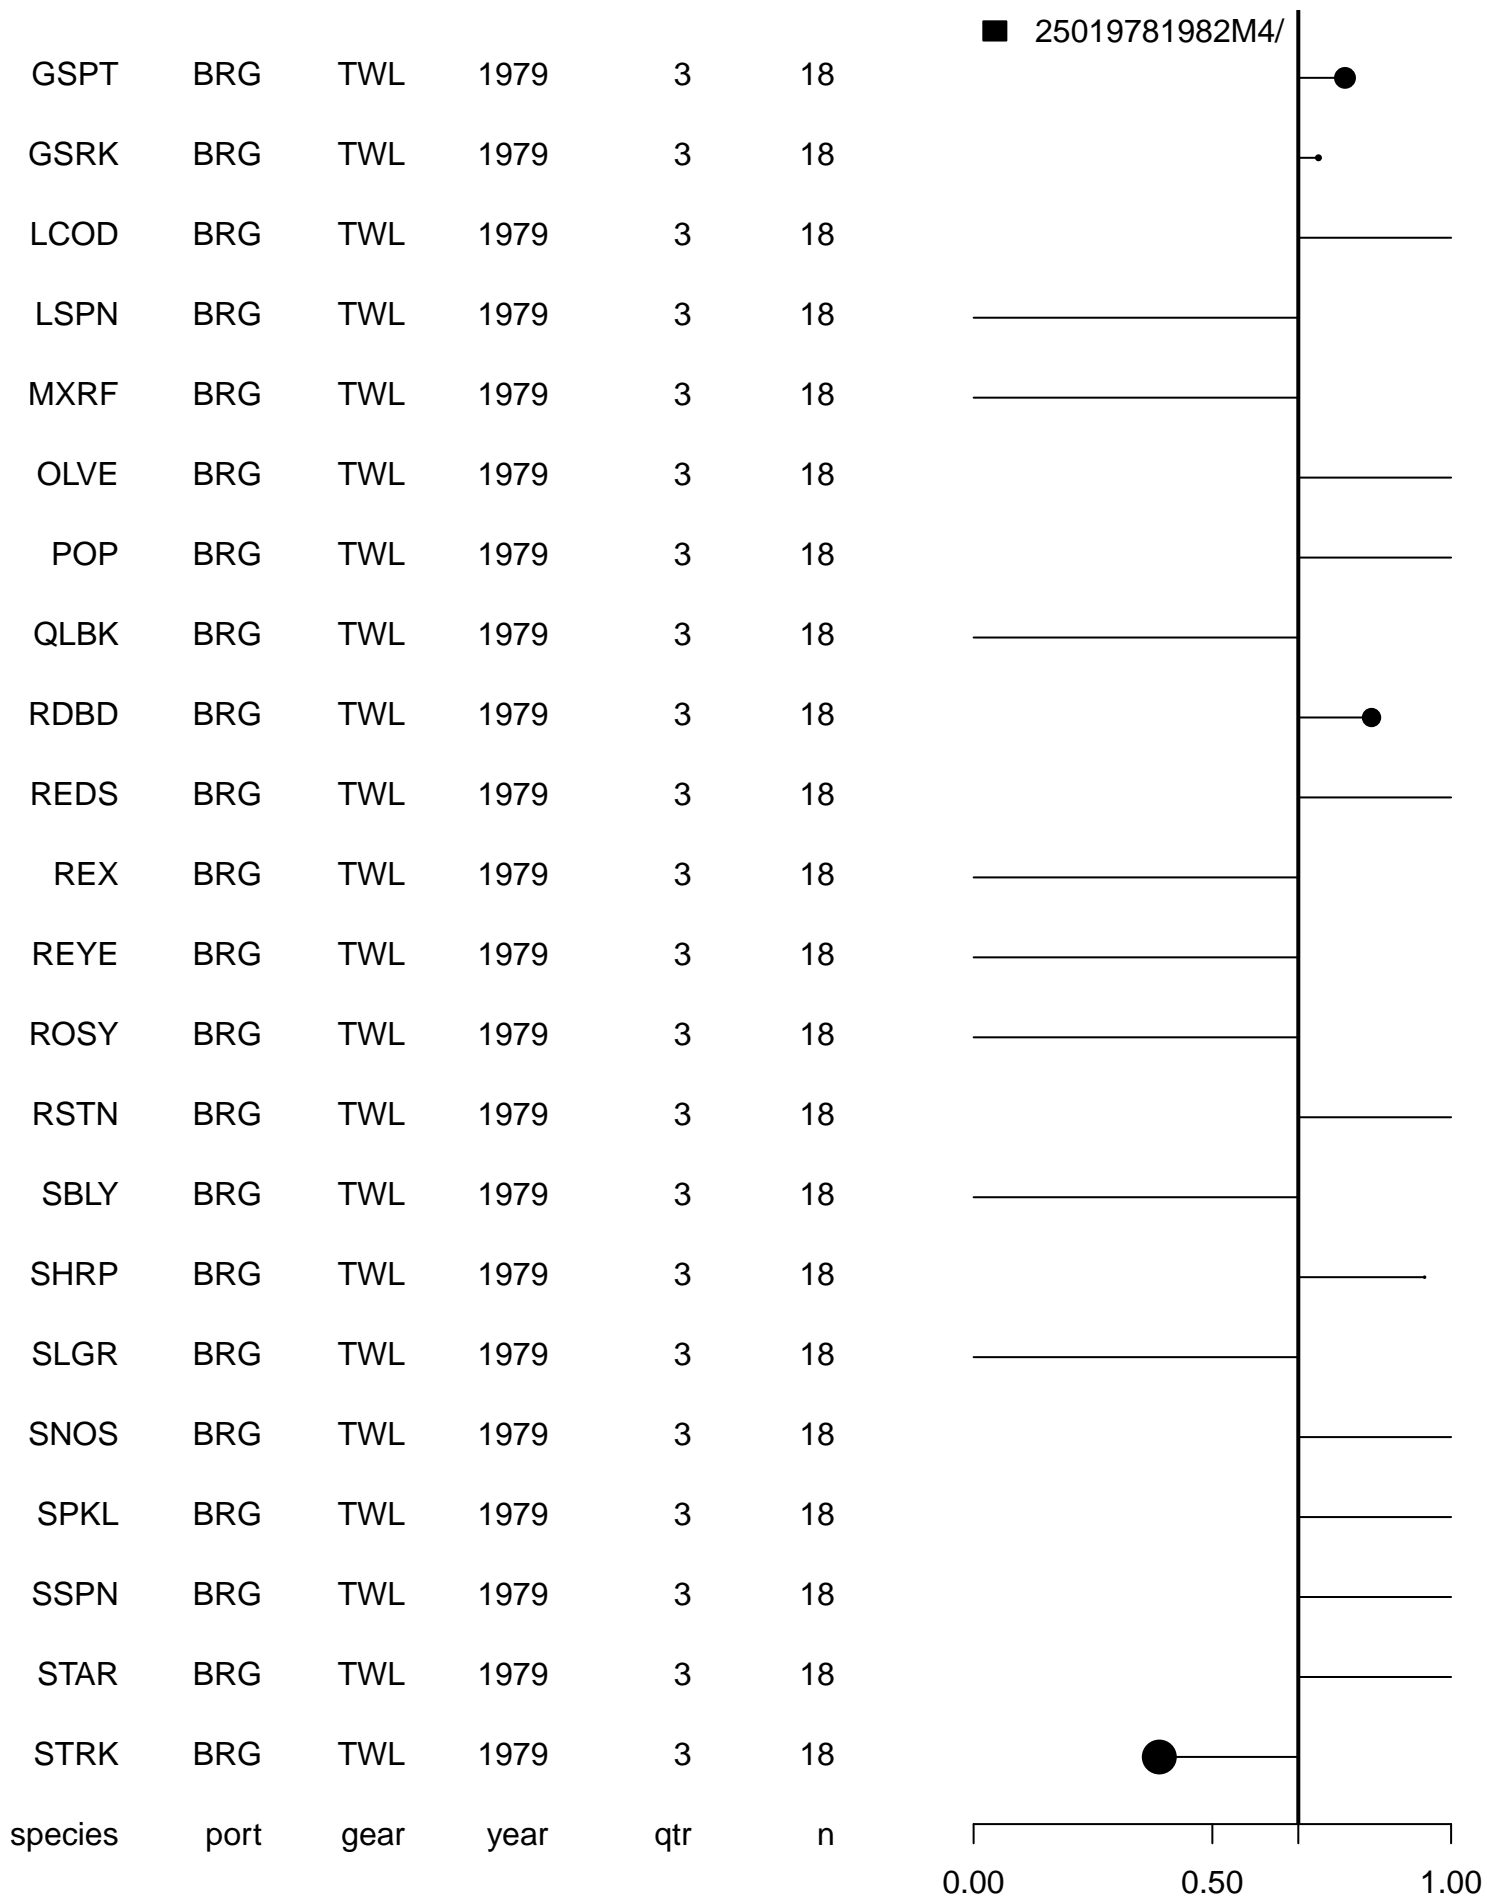 25019781982M4/
GSPT BRG TWL 1979 3 18
GSRK BRG TWL 1979 3 18
LCOD BRG TWL 1979 3 18
LSPN BRG TWL 1979 3 18
MXRF BRG TWL 1979 3 18
OLVE BRG TWL 1979 3 18
POP BRG TWL 1979 3 18
QLBK BRG TWL 1979 3 18
RDBD BRG TWL 1979 3 18
REDS BRG TWL 1979 3 18
REX BRG TWL 1979 3 18
REYE BRG TWL 1979 3 18
ROSY BRG TWL 1979 3 18
RSTN BRG TWL 1979 3 18
SBLY BRG TWL 1979 3 18
SHRP BRG TWL 1979 3 18
SLGR BRG TWL 1979 3 18
SNOS BRG TWL 1979 3 18
SPKL BRG TWL 1979 3 18
SSPN BRG TWL 1979 3 18
STAR BRG TWL 1979 3 18
STRK BRG TWL 1979 3 18
species port gear year qtr n
0.00 0.50 1.00